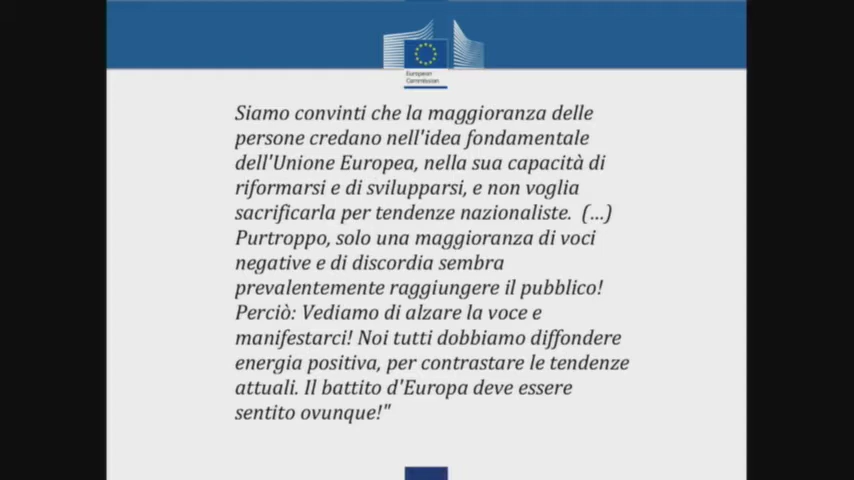 European
Commission
Siamo convinti che la maggioranza delle
persone credano nell'idea fondamentale
dell'Unione Europea, nella sua capacità di
riformarsi e di svilupparsi, e non voglia
sacrificarla per tendenze nazionaliste.  (...)
Purtroppo, solo una maggioranza di voci
negative e di discordia sembra
prevalentemente raggiungere il pubblico!
Perciò: Vediamo di alzare la voce e
manifestarci! Noi tutti dobbiamo diffondere
energia positiva, per contrastare le tendenze
attuali. Il battito d'Europa deve essere
sentito ovunque!"